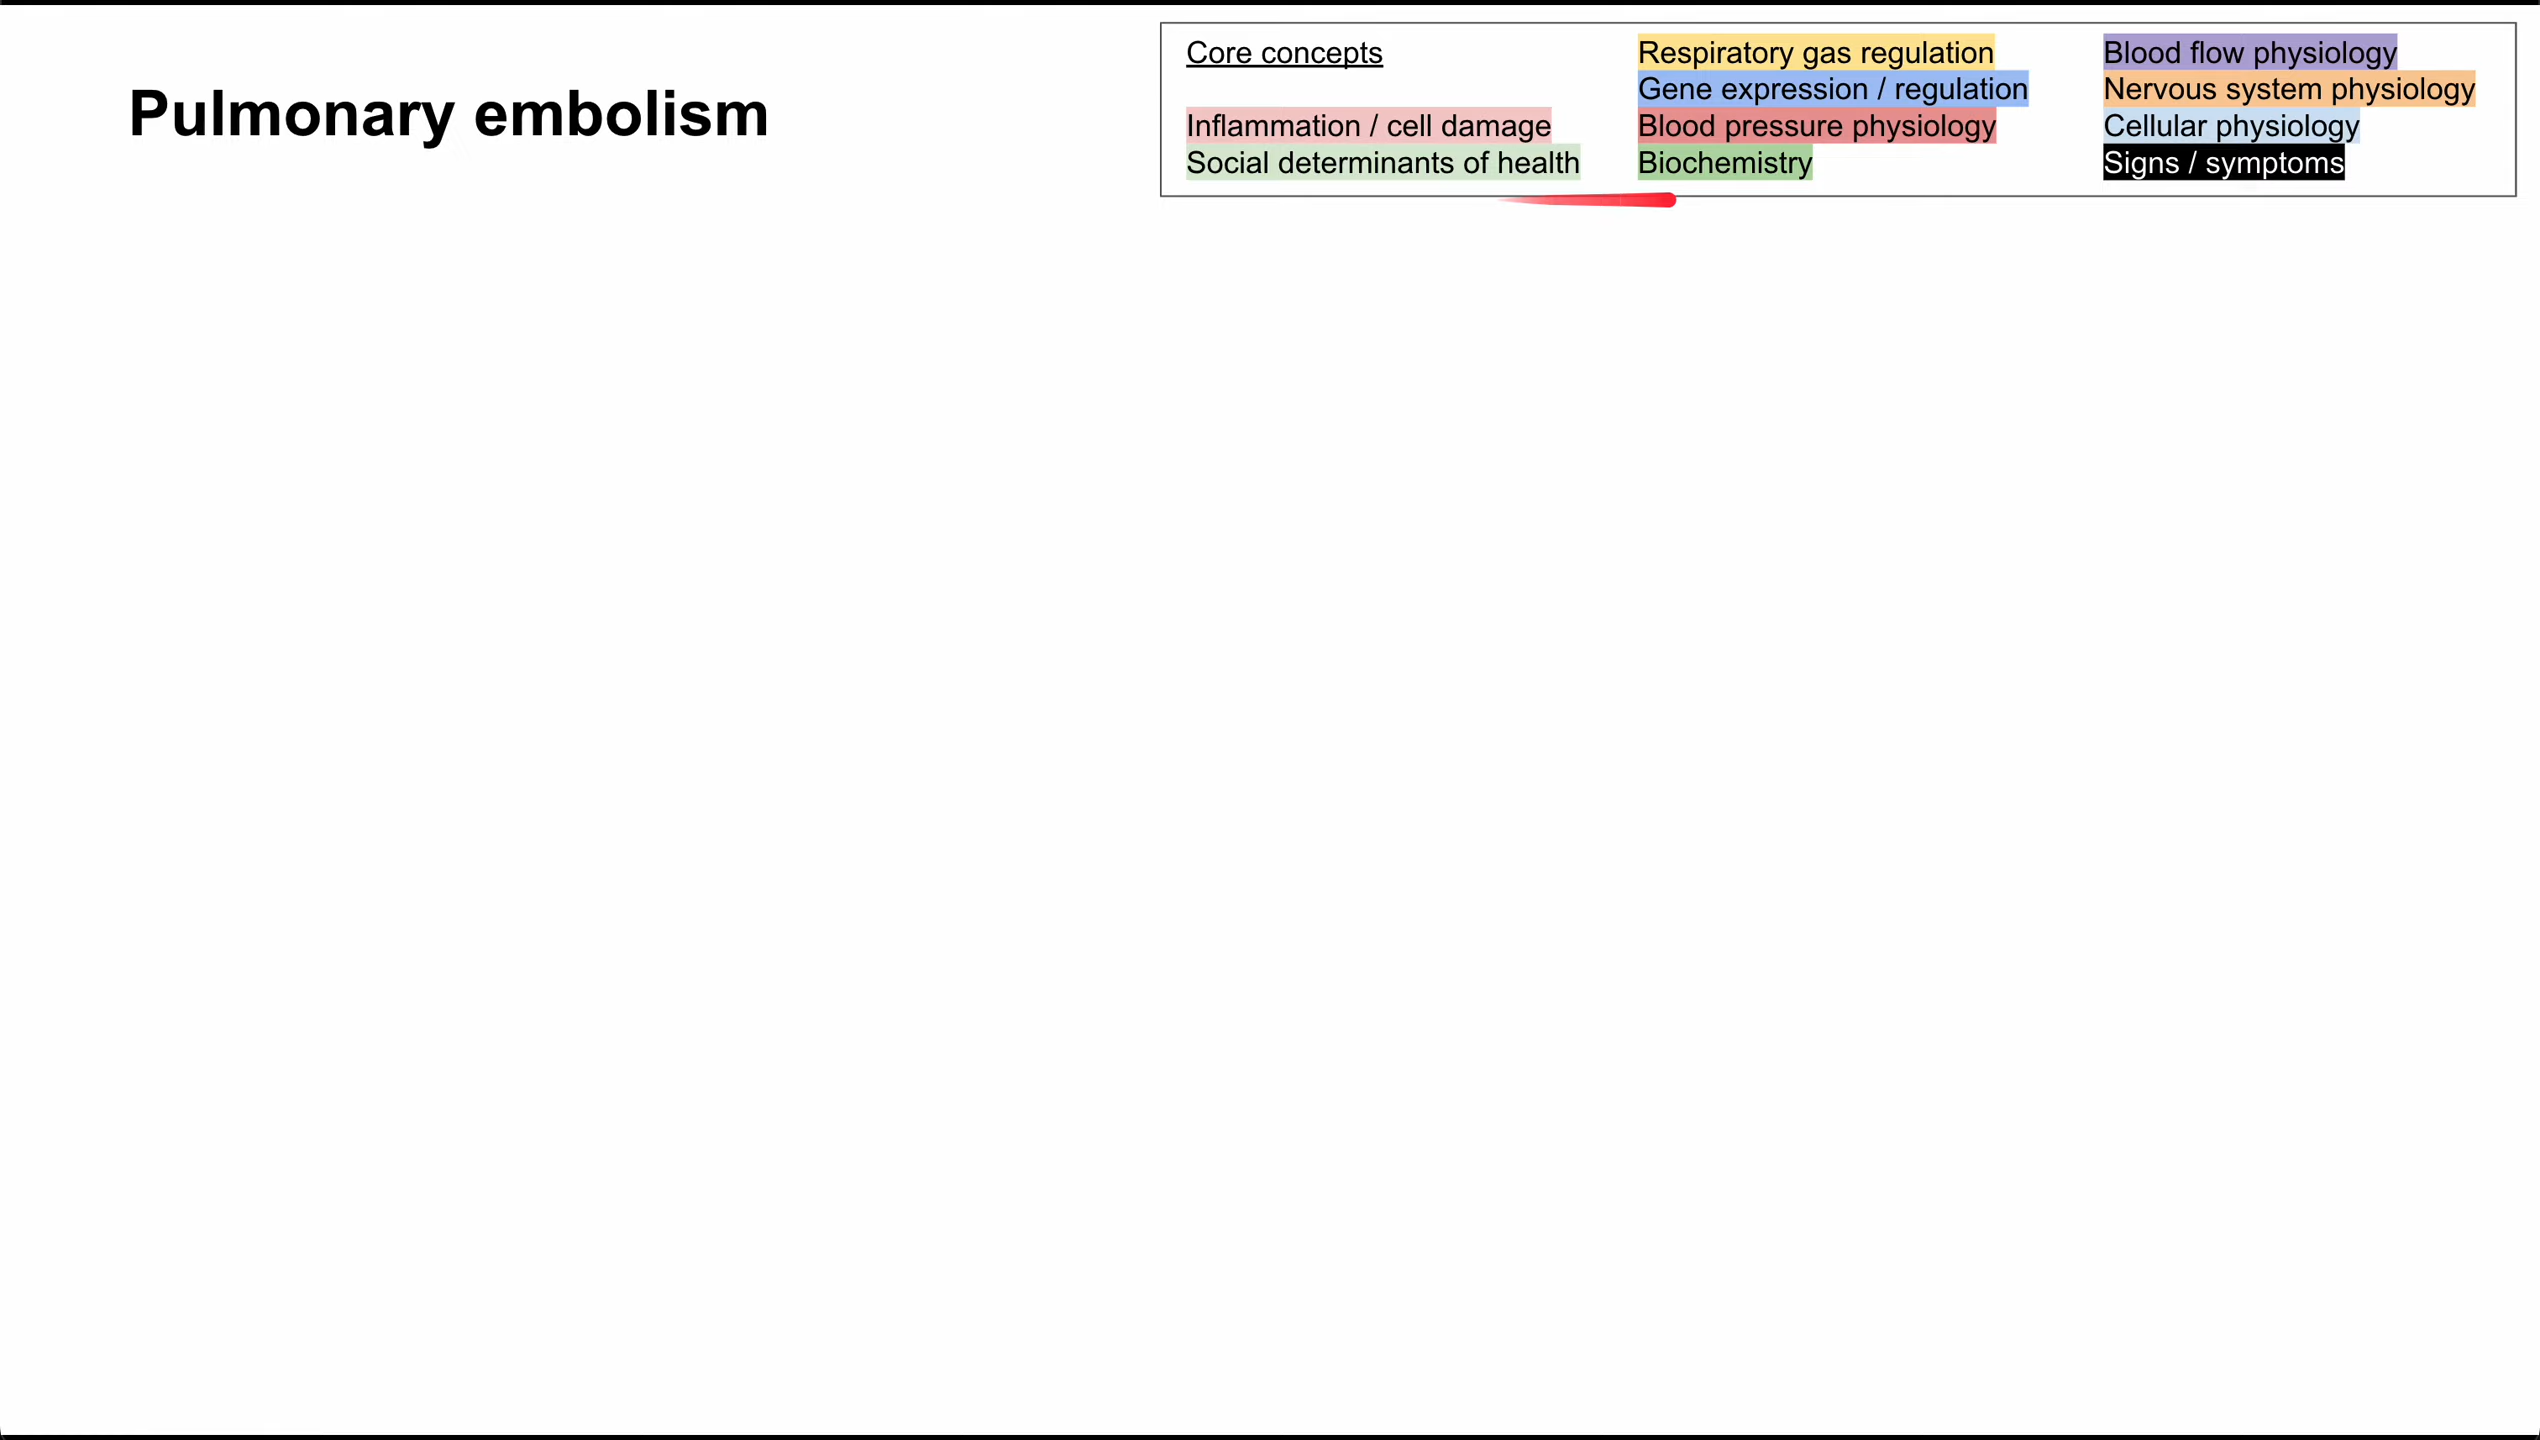 Pulmonary embolism
Core concepts
Inflammation / cell damage
Social determinants of health
Respiratory gas regulation
Gene expression / regulation
Blood pressure physiology
Biochemistry
Blood flow physiology
Nervous system physiology
Cellular physiology
Signs / symptoms